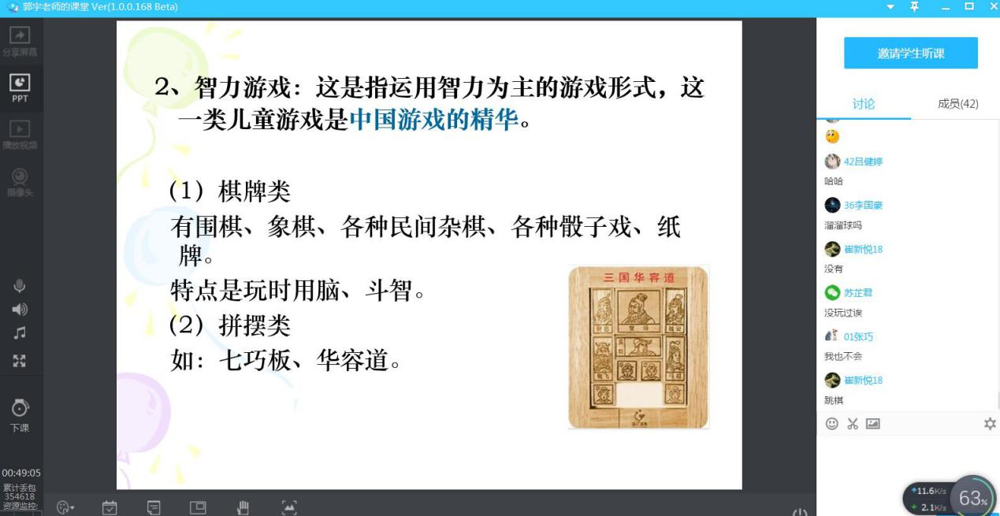 郭宇老师的课堂 Ver(1.0.0.168 Beta)
分享屏幕
PPT
播放视频
摄像头
下课
00:49:05
累计丢包
354618
资源监控:
2、智力游戏：这是指运用智力为主的游戏形式，这
一类儿童游戏是中国游戏的精华。
（1）棋牌类
有围棋、象棋、各种民间杂棋、各种骰子戏、纸
牌。
特点是玩时用脑、斗智。
（2）拼摆类
如：七巧板、华容道。
三国华容道
邀请学生听课
讨论 成员(42)
42吕健婷
哈哈
36李国豪
溜溜球吗
崔新悦18
没有
苏芷君
没玩过诶
01张巧
我也不会
崔新悦18
跳棋
11.6K/s
2.1K/s
63%